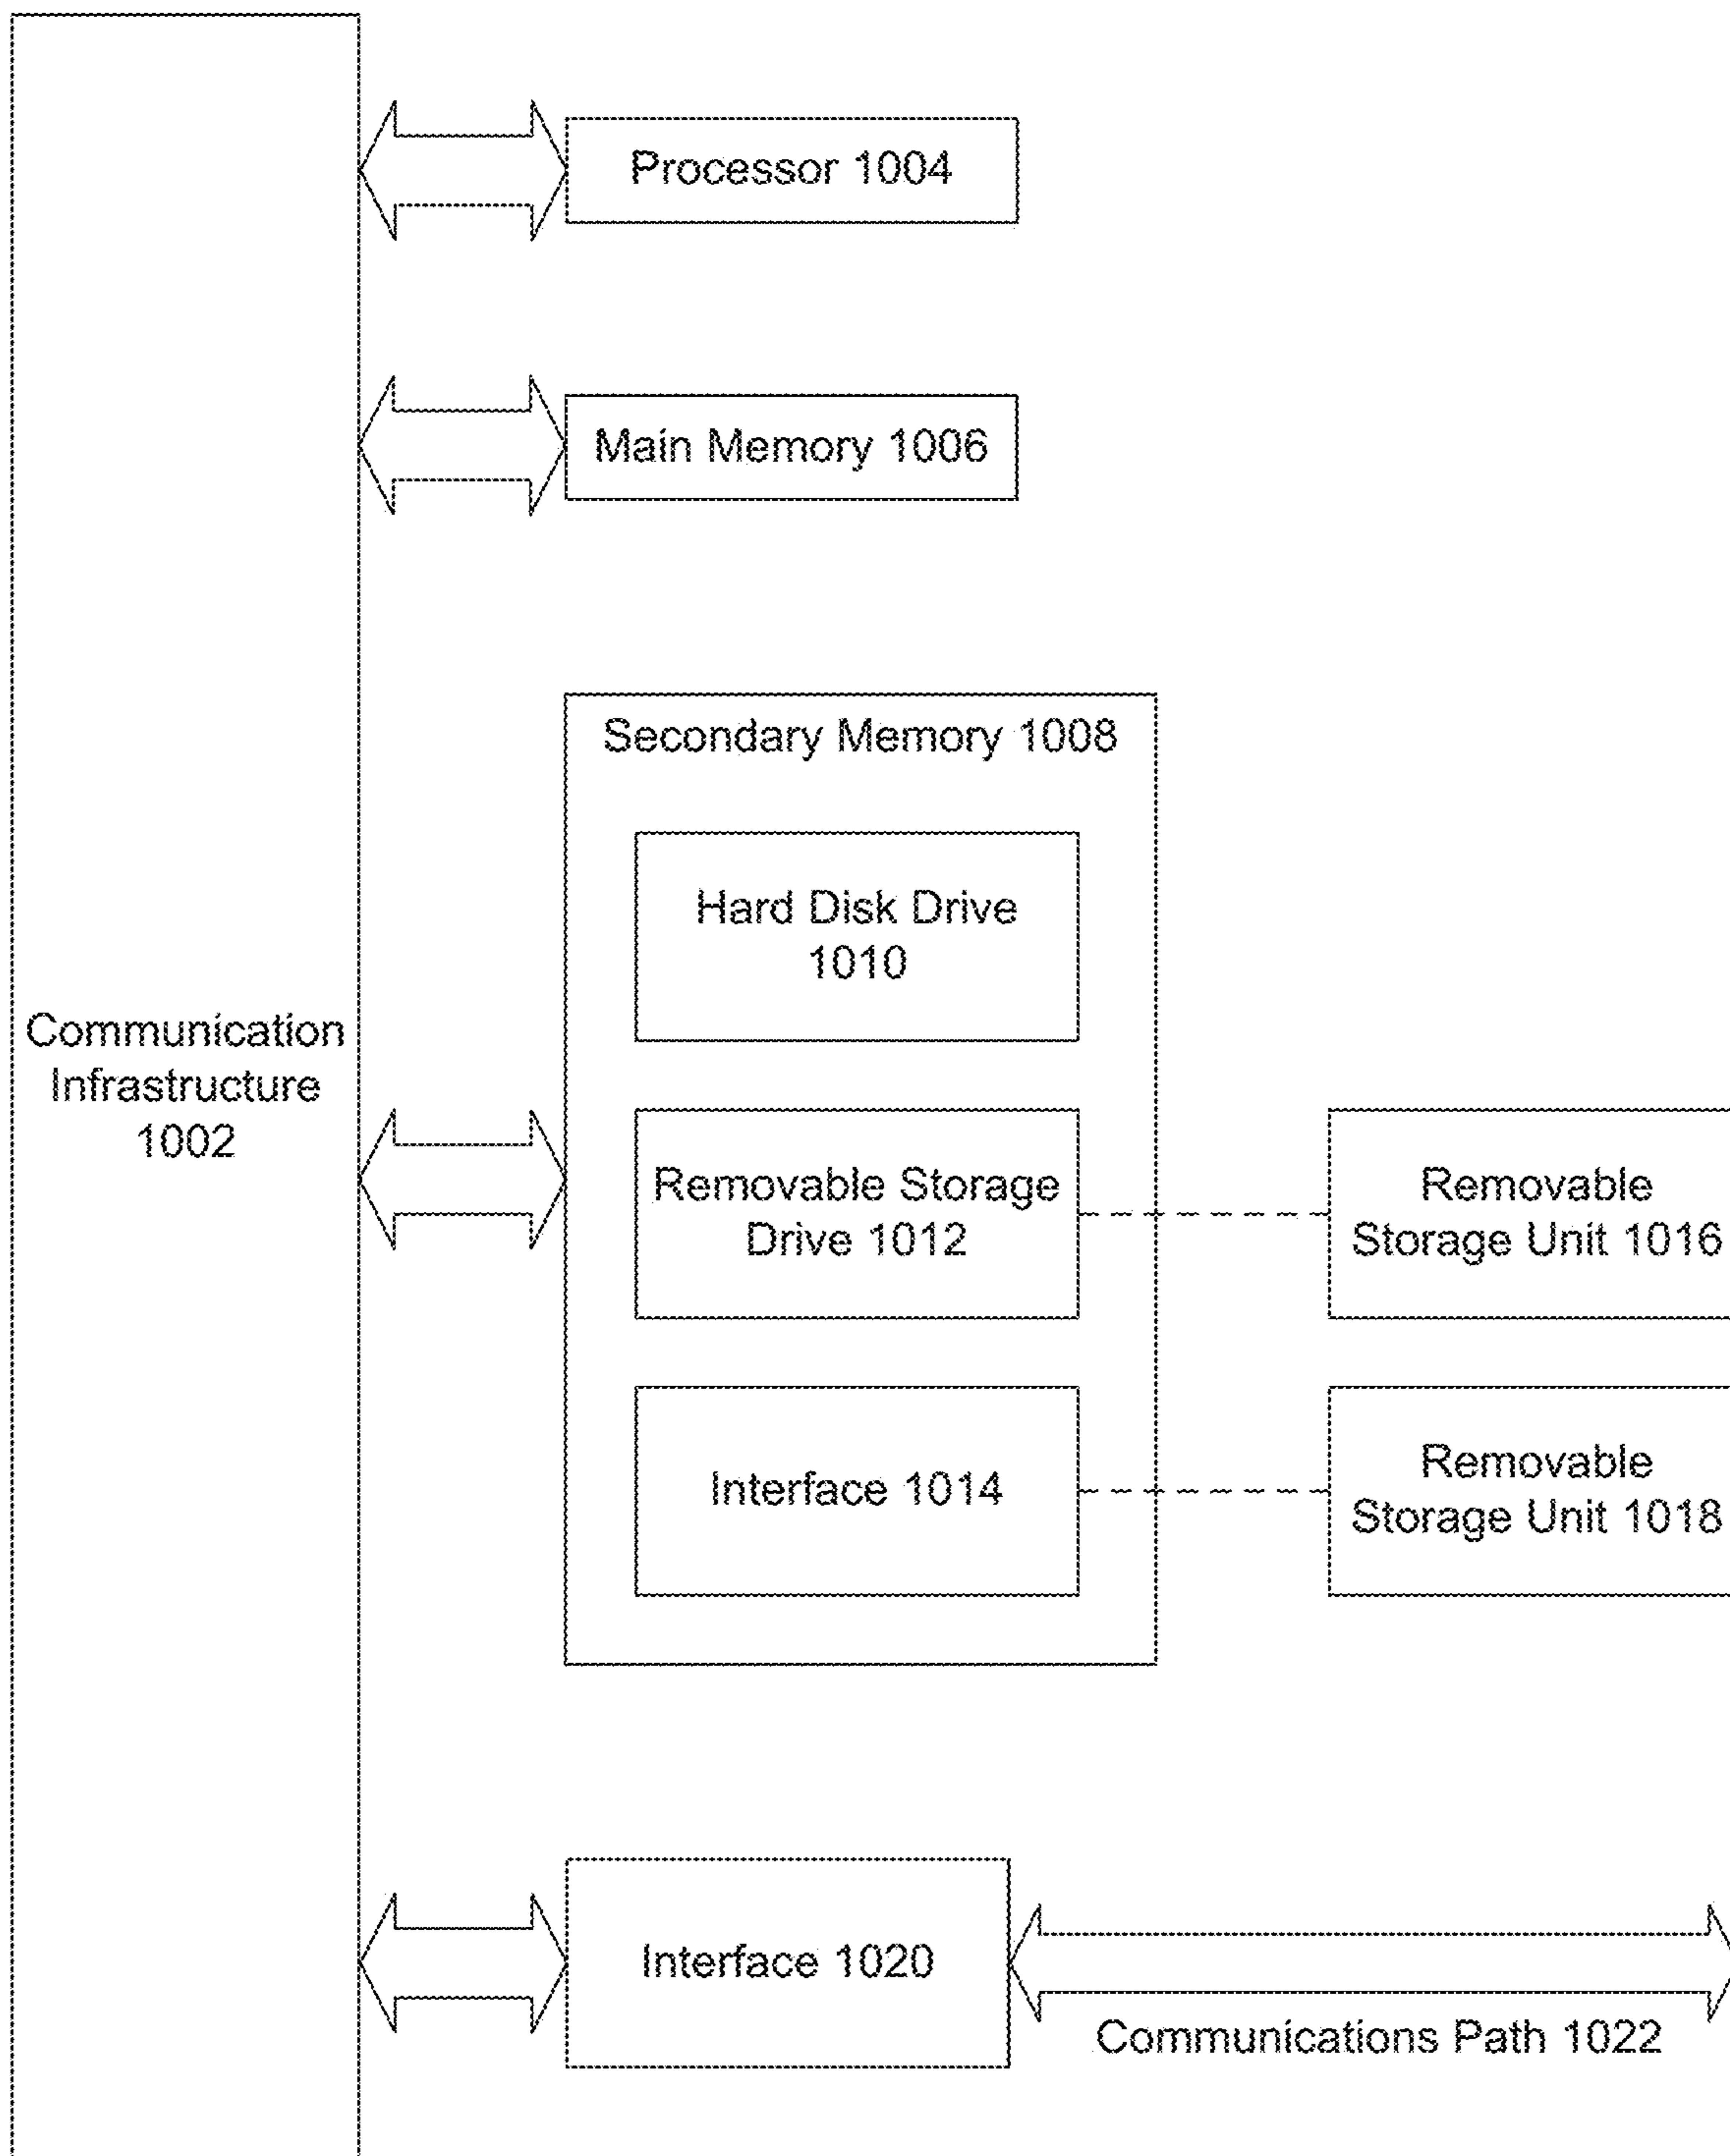 Processor 1004
Main Memory 1006
Secondary Memory 1008
Hard Disk Drive
1010
Communication
Infrastructure
1002
Removable Storage
Drive 1012
Removable
Storage Unit 1016
Interface 1014
Removable
Storage Unit 1018
Interface 1020
Communications Path 1022